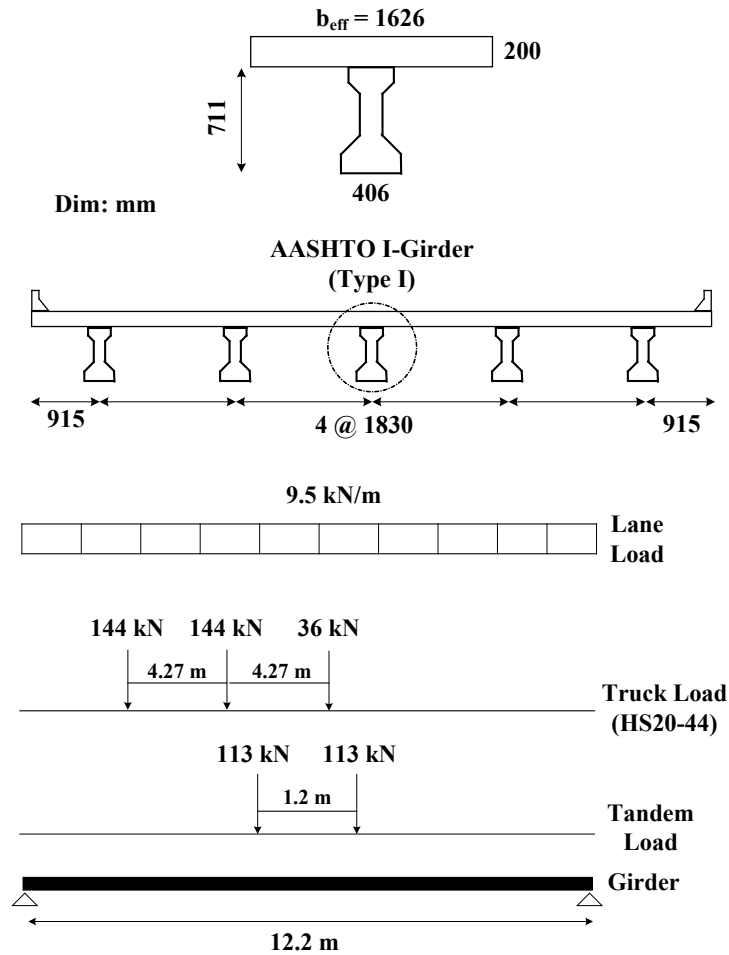 b_eff = 1626
200
711
406
Dim: mm
AASHTO I-Girder
(Type I)
915
4 @ 1830
915
9.5 kN/m
Lane
Load
144 kN 144 kN 36 kN
4.27 m 4.27 m
Truck Load
(HS20-44)
113 kN 113 kN
1.2 m
Tandem
Load
Girder
12.2 m